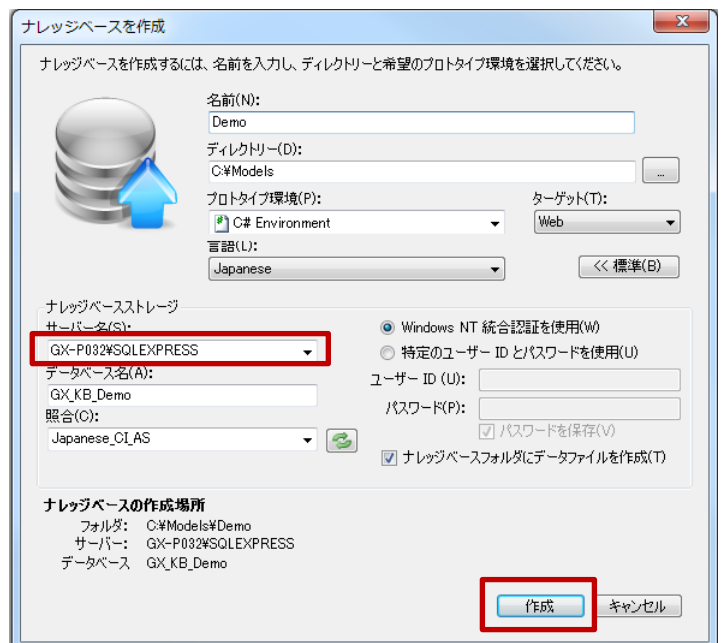 ナレッジベースを作成
ナレッジベースを作成するには、名前を入力し、ディレクトリーと希望のプロトタイプ環境を選択してください。
名前(N):
Demo
ディレクトリー(D):
C:¥Models
...
プロトタイプ環境(P):
ターゲット(T):
C# Environment
Web
言語(L):
Japanese
<< 標準(B)
ナレッジベースストレージ
サーバー名(S):
GX-P032¥SQLEXPRESS
データベース名(A):
GX_KB_Demo
照合(C):
Japanese_CI_AS
Windows NT 統合認証を使用(W)
特定のユーザー ID とパスワードを使用(U)
ユーザー ID (U):
パスワード(P):
パスワードを保存(V)
ナレッジベースフォルダにデータファイルを作成(T)
ナレッジベースの作成場所
フォルダ: C:¥Models¥Demo
サーバー: GX-P032¥SQLEXPRESS
データベース GX_KB_Demo
作成
キャンセル